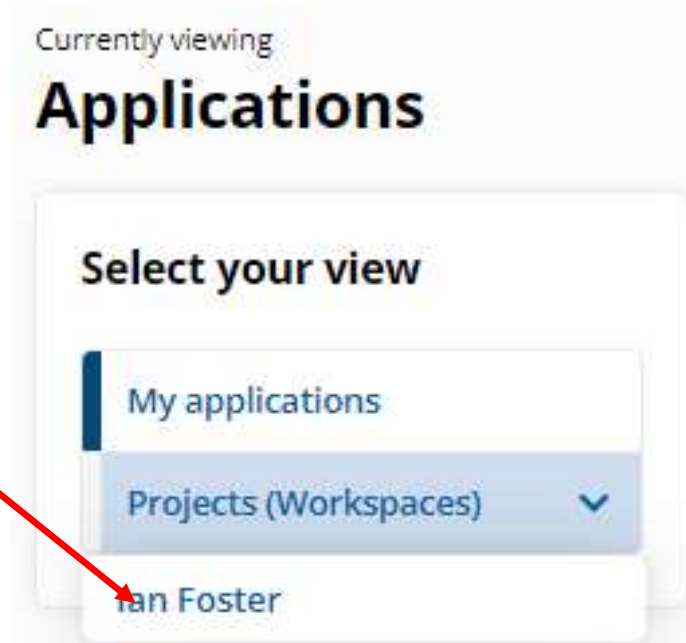 Currently viewing
Applications
Select your view
My applications
Projects (Workspaces)
Ian Foster